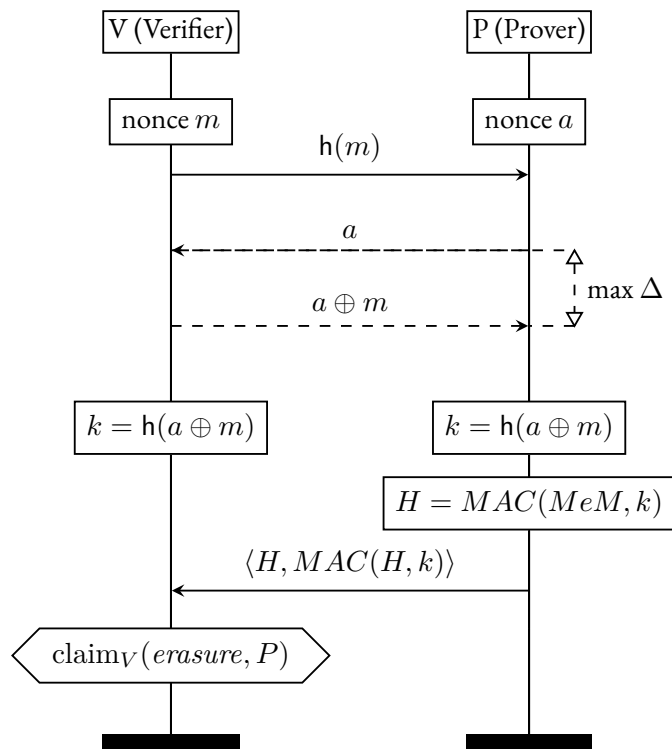 V (Verifier) P (Prover)
nonce m nonce a
h(m)
a
max Δ
a ⊕ m
k = h(a ⊕ m) k = h(a ⊕ m)
H = MAC(MeM, k)
⟨H, MAC(H, k)⟩
claim_V(erasure, P)